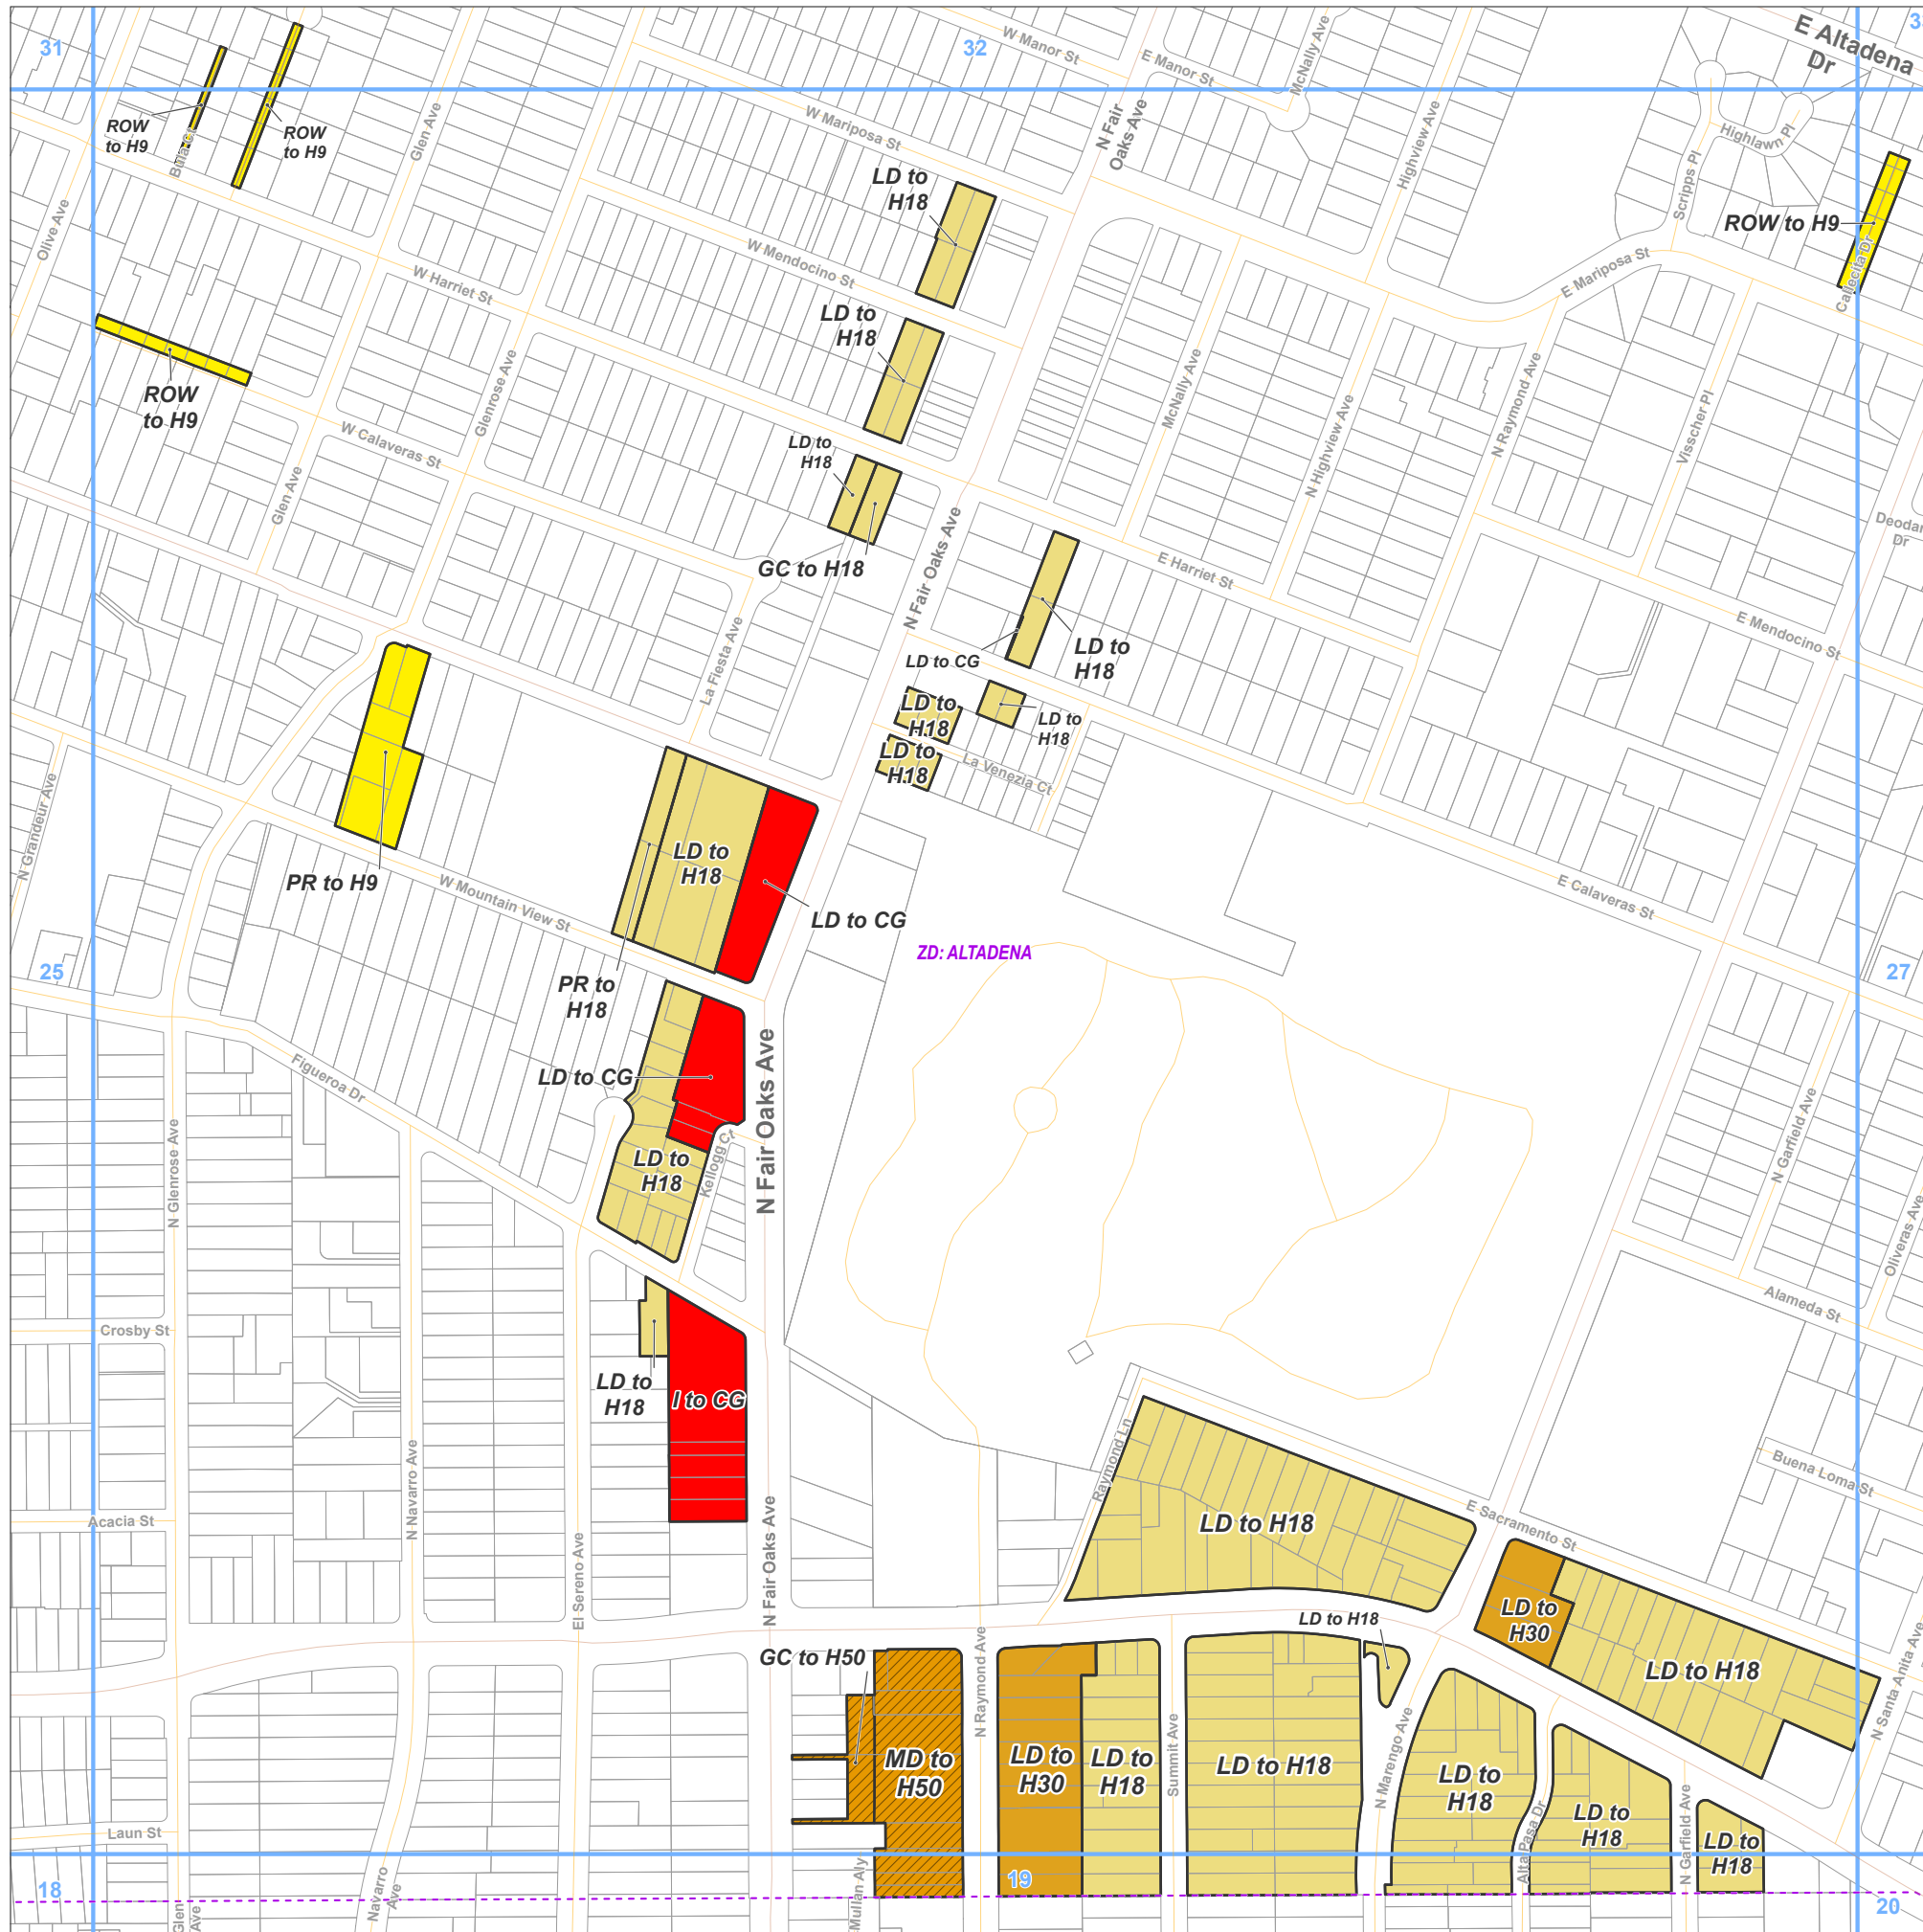 31
32
W Manor St
E Manor St
McNally Ave
E Altadena
Dr
ROW
to H9
Glen Ave
ROW
to H9
W Mariposa St
N Fair
Oaks Ave
Highview Ave
Highlawn Pl
Scripps Pl
LD to
H18
ROW to H9
Olive Ave
W Mendocino St
W Harriet St
E Mariposa St
Callecita Dr
LD to
H18
ROW
to H9
Glenrose Ave
McNally Ave
N Highview Ave
N Raymond Ave
Visscher Pl
W Calaveras St
Glen Ave
LD to
H18
GC to H18
N Fair Oaks Ave
E Harriet St
Deodar
Dr
E Mendocino St
La Fiesta Ave
LD to CG
LD to
H18
LD to
H18
LD to
H18
LD to
H18
La Venezia Ct
N Grandeur Ave
PR to H9
W Mountain View St
LD to
H18
LD to CG
E Calaveras St
ZD: ALTADENA
25
27
PR to
H18
Figueroa Dr
LD to CG
N Fair Oaks Ave
N Garfield Ave
N Glenrose Ave
LD to
H18
Kellogg Ct
Oliveras Ave
Alameda St
Crosby St
LD to
H18
I to CG
Raymond Ln
Buena Loma St
N Navarro Ave
Acacia St
El Sereno Ave
N Fair Oaks Ave
LD to H18
E Sacramento St
LD to
H30
LD to H18
LD to H18
GC to H50
N Raymond Ave
N Santa Anita Ave
MD to
H50
LD to
H30
LD to
H18
Summit Ave
LD to H18
N Marengo Ave
LD to
H18
Alta Pasa Dr
LD to
H18
N Garfield Ave
LD to
H18
Laun St
18
19
20
Glen
Ave
Navarro
Ave
Mullan Aly